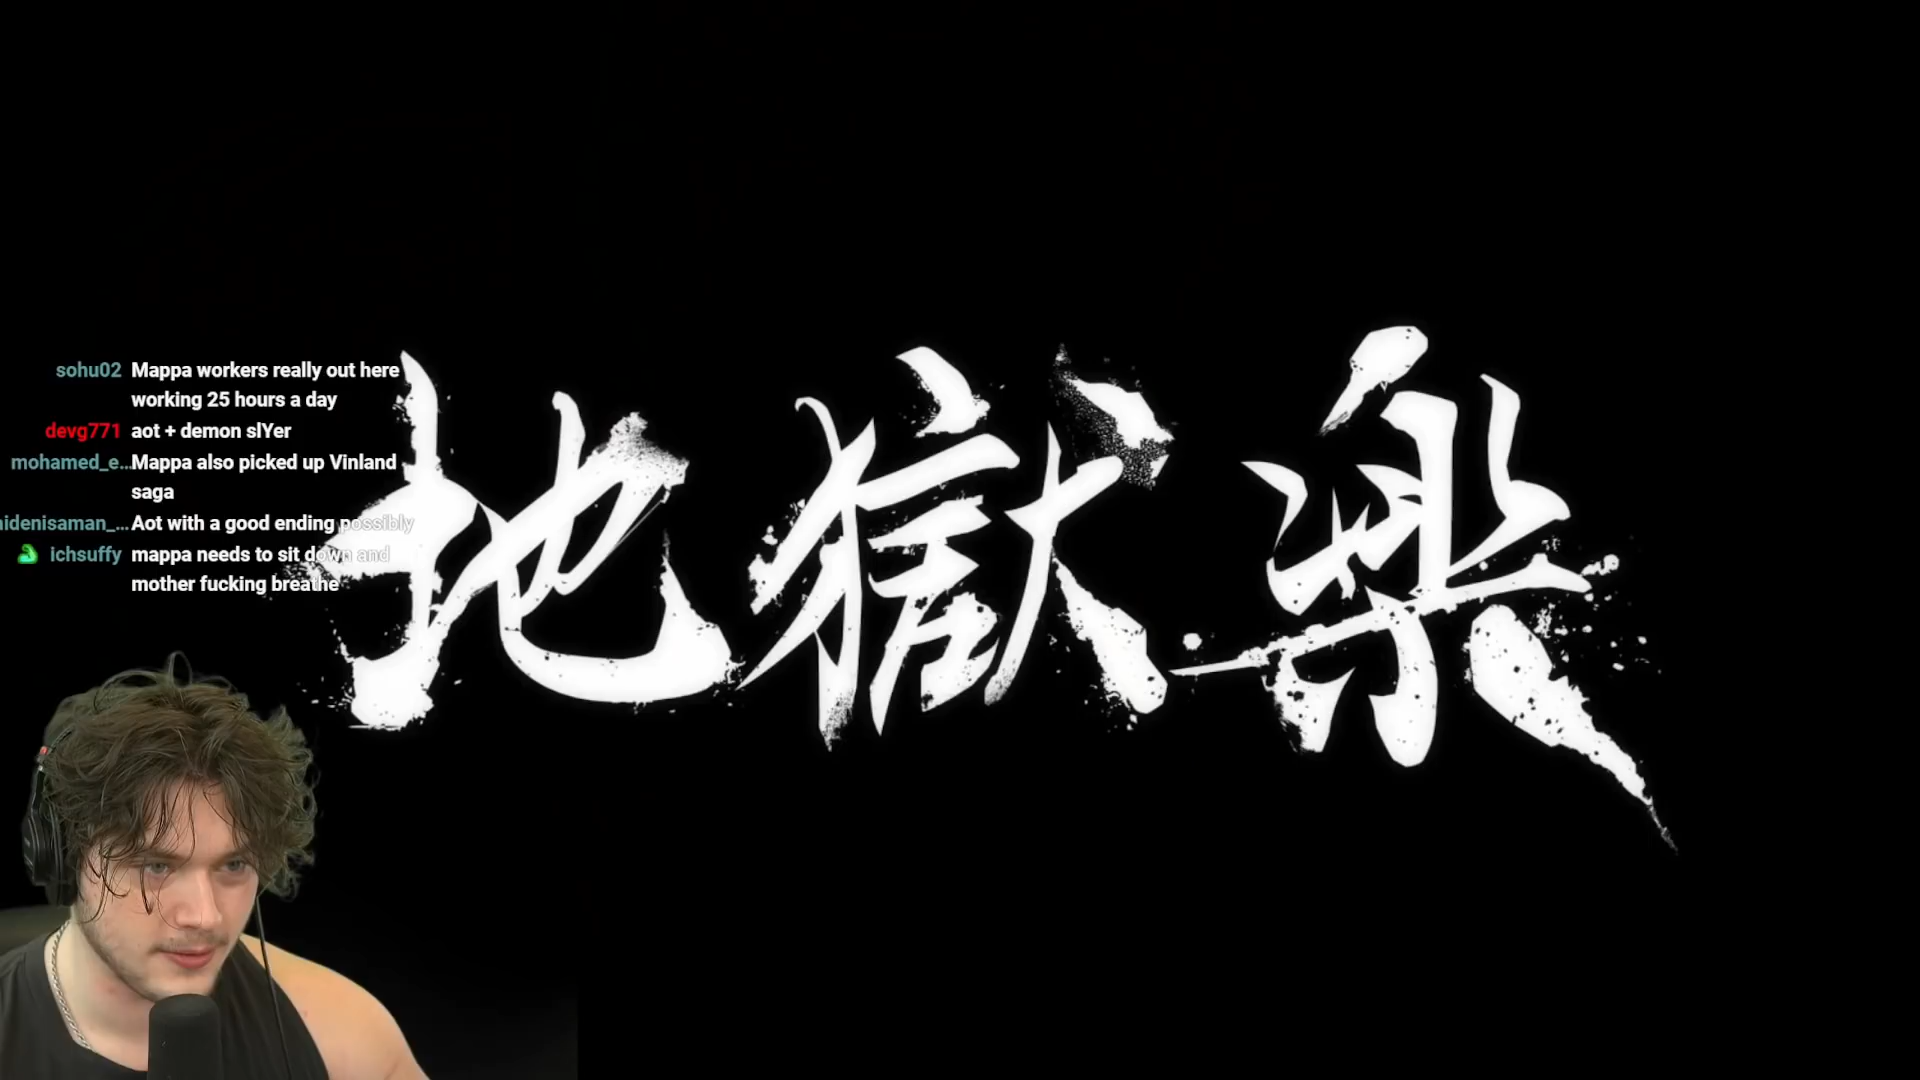 sohu02 Mappa workers really out here
working 25 hours a day
devg771 aot + demon slYer
mohamed_e... Mappa also picked up Vinland
saga
idenisaman_... Aot with a good ending possibly
ichsuffy mappa needs to sit down and
mother fucking breathe
地獄楽